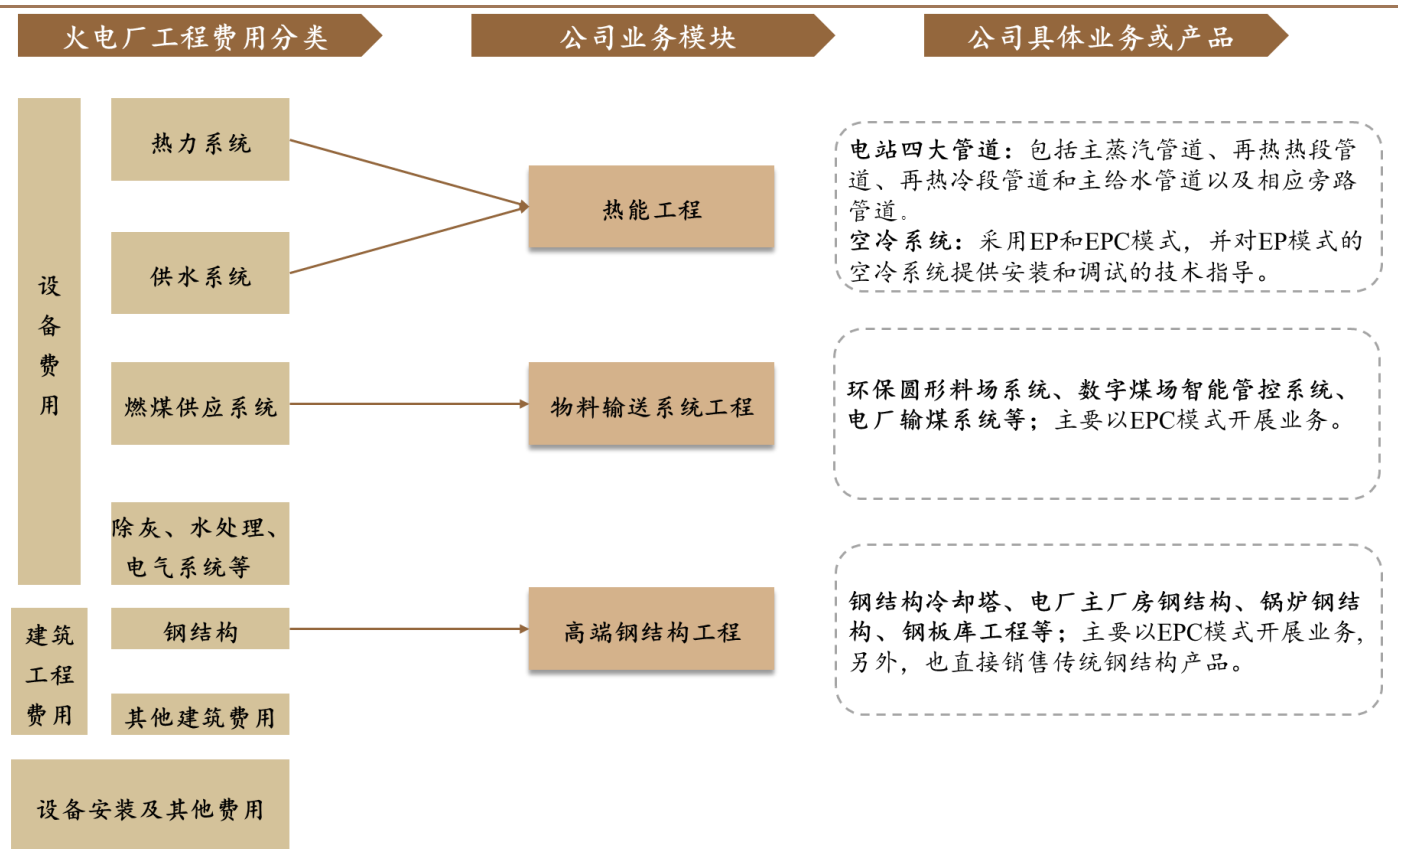 火电厂工程费用分类
公司业务模块
公司具体业务或产品
设
备
费
用
热力系统
供水系统
燃煤供应系统
除灰、水处理、
电气系统等
建筑
工程
费用
钢结构
其他建筑费用
设备安装及其他费用
热能工程
物料输送系统工程
高端钢结构工程
电站四大管道：包括主蒸汽管道、再热热段管
道、再热冷段管道和主给水管道以及相应旁路
管道。
空冷系统：采用EP和EPC模式，并对EP模式的
空冷系统提供安装和调试的技术指导。
环保圆形料场系统、数字煤场智能管控系统、
电厂输煤系统等；主要以EPC模式开展业务。
钢结构冷却塔、电厂主厂房钢结构、锅炉钢结
构、钢板库工程等；主要以EPC模式开展业务，
另外，也直接销售传统钢结构产品。